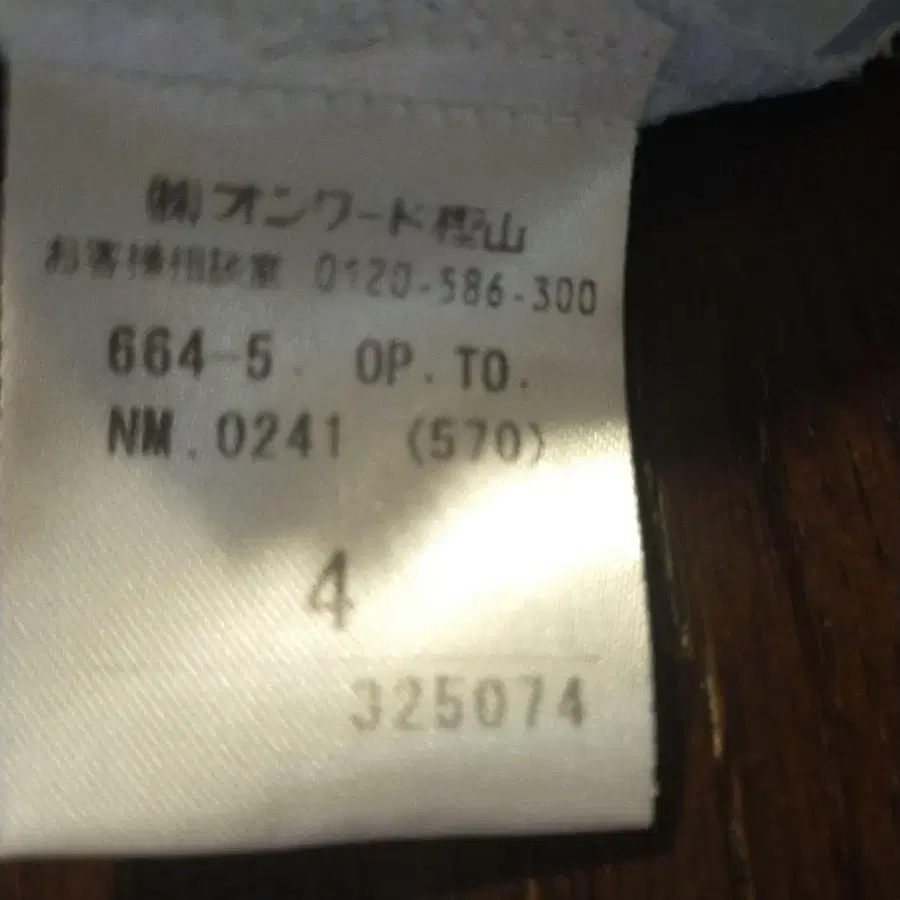 ㈱オンワード樫山
お客様相談室 0120-586-300
664-5. OP.TO.
NM.0241 (570)
4
325074